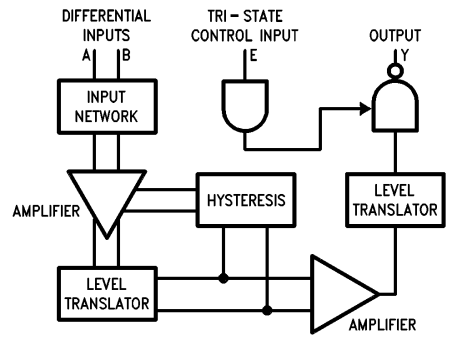 DIFFERENTIAL
INPUTS
A B
TRI-STATE
CONTROL INPUT
E
OUTPUT
Y
INPUT
NETWORK
AMPLIFIER
HYSTERESIS
LEVEL
TRANSLATOR
LEVEL
TRANSLATOR
AMPLIFIER